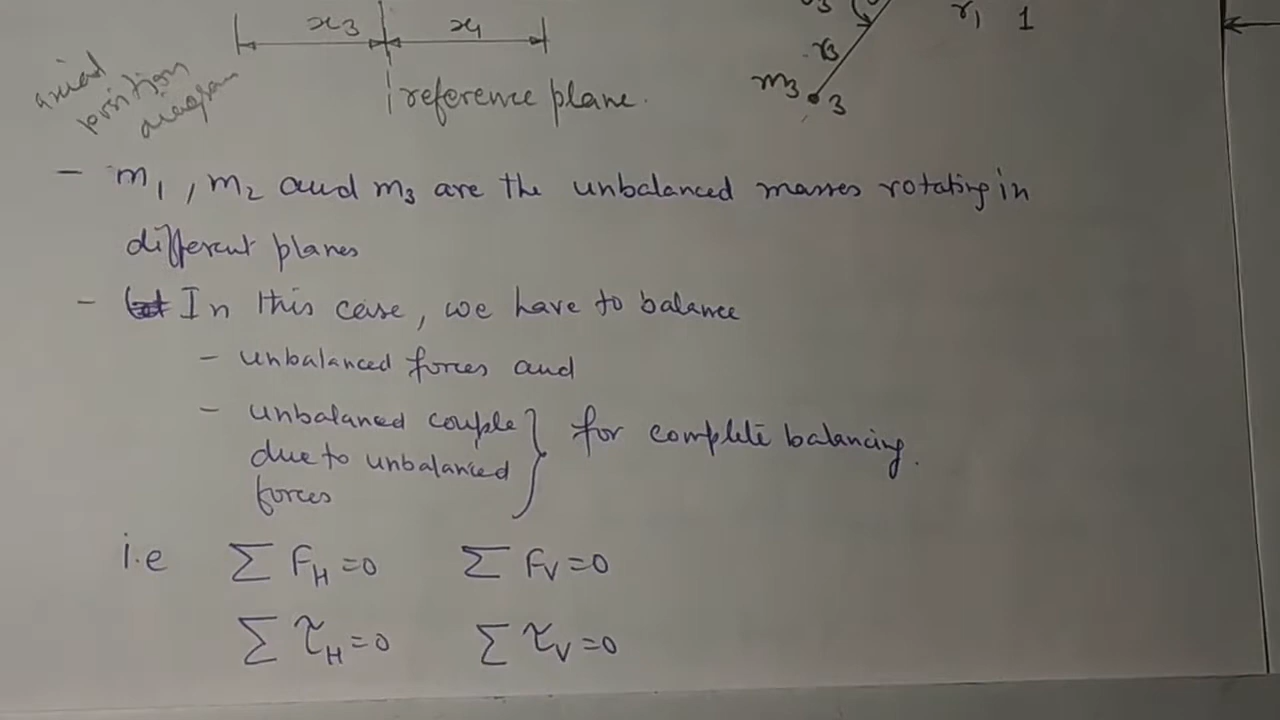 x3 x1
r3
r1 1
m3 3
axial position diagram
reference plane.
- m1, m2 and m3 are the unbalanced masses rotating in
different planes
- In this case, we have to balance
- unbalanced forces and
- unbalanced couple
due to unbalanced
forces
for complete balancing.
i.e ΣFH=0 ΣFV=0
ΣτH=0 ΣτV=0